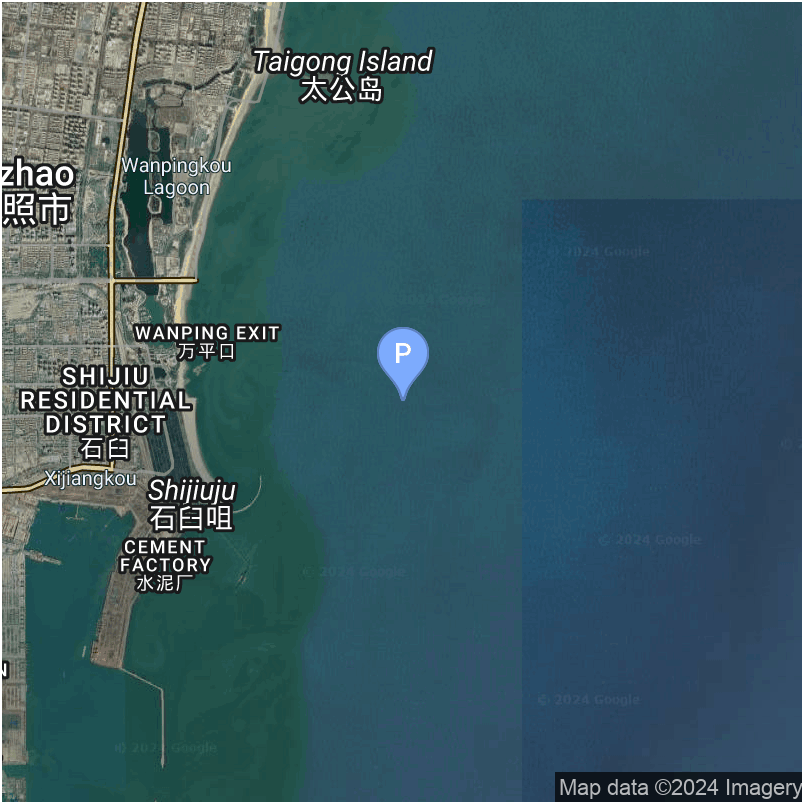 Taigong Island
太公岛
Wanpingkou
Lagoon
zhao
照市
© 2024 Google
WANPING EXIT
万平口
P
SHIJIU
RESIDENTIAL
DISTRICT
石臼
Xijiangkou
Shijiuju
石臼咀
CEMENT
FACTORY
水泥厂
© 2024 Google
© 2024 Google
N
© 2024 Google
© 2024 Google
Map data ©2024 Imagery